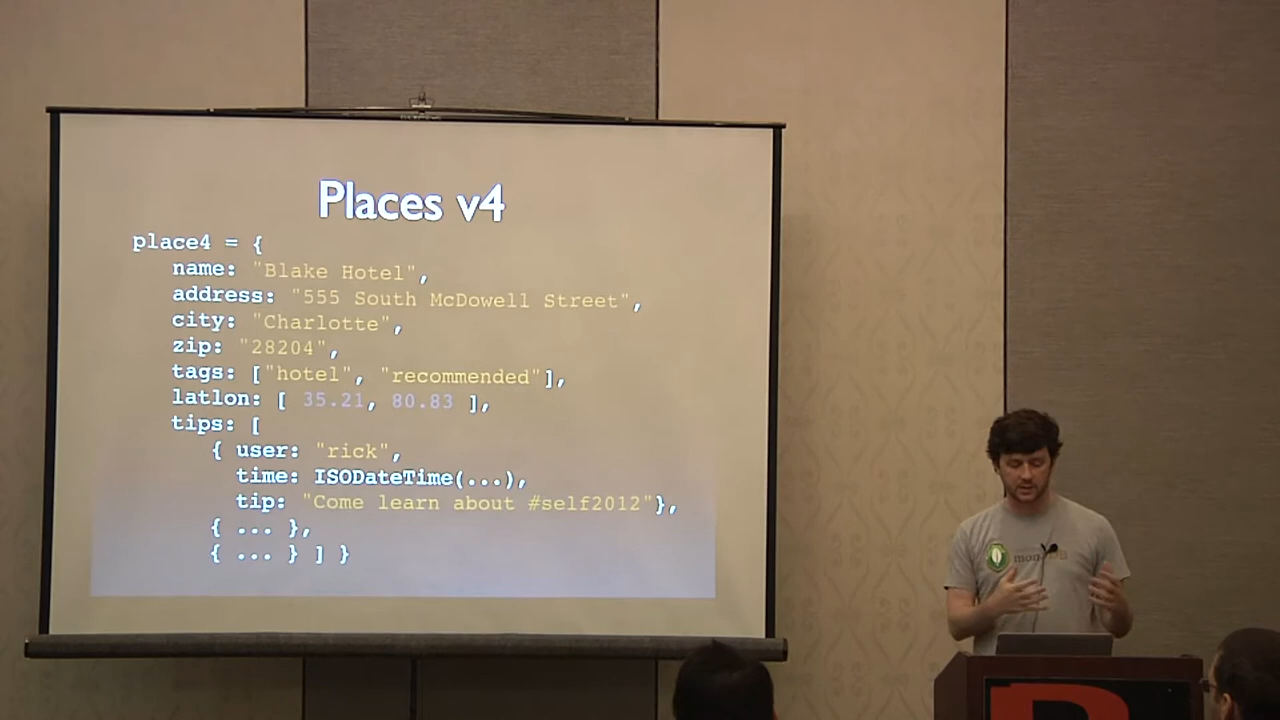 Places v4
place4 = {
name: "Blake Hotel",
address: "555 South McDowell Street",
city: "Charlotte",
zip: "28204",
tags: ["hotel", "recommended"],
latlon: [ 35.21, 80.83 ],
tips: [
{ user: "rick",
time: ISODateTime(...),
tip: "Come learn about #self2012"},
{ ... },
{ ... } ] }